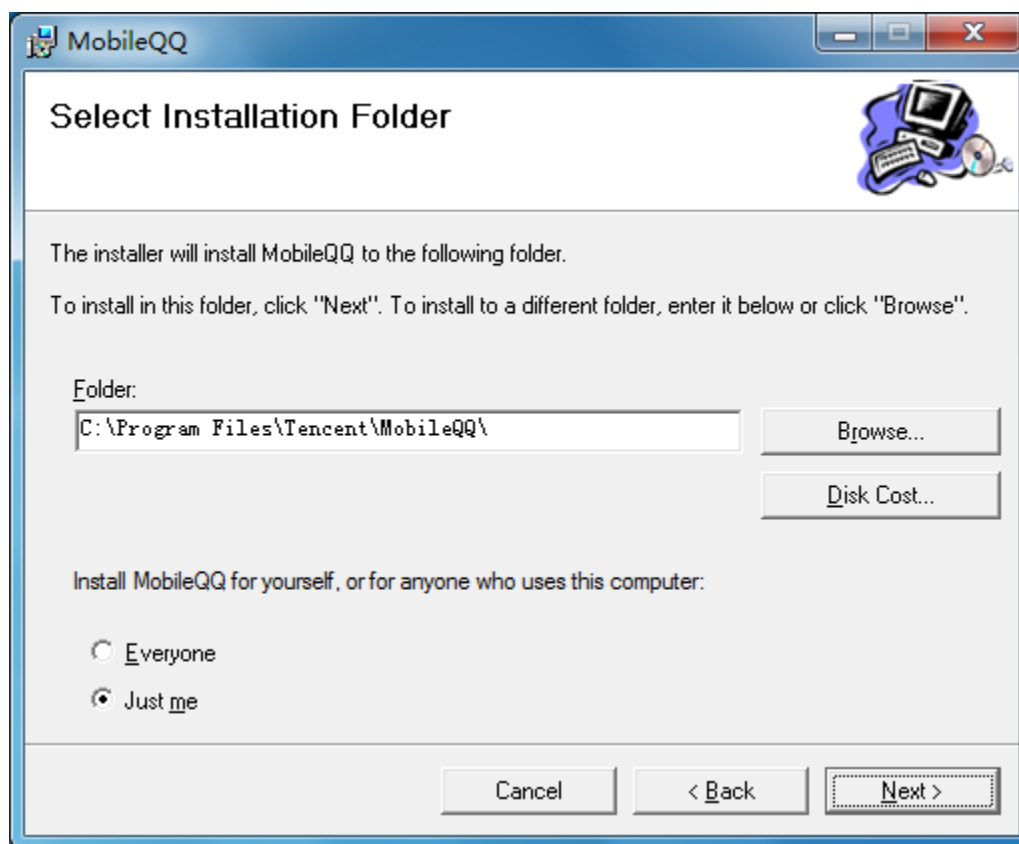 MobileQQ
Select Installation Folder
The installer will install MobileQQ to the following folder.
To install in this folder, click "Next". To install to a different folder, enter it below or click "Browse".
Folder:
C:\Program Files\Tencent\MobileQQ\
Browse...
Disk Cost...
Install MobileQQ for yourself, or for anyone who uses this computer:
Everyone
Just me
Cancel
< Back
Next >